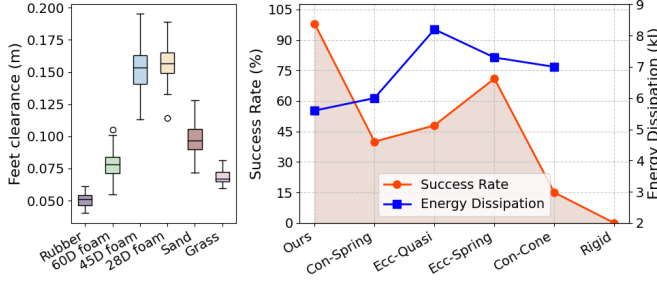 Feet clearance (m)
0.200
0.175
0.150
0.125
0.100
0.075
0.050
Rubber
60D foam
45D foam
28D foam
Sand
Grass
Success Rate (%)
105
90
75
60
45
30
15
0
Success Rate
Energy Dissipation
Ours
Con-Spring
Ecc-Quasi
Ecc-Spring
Con-Cone
Rigid
9
8
7
6
5
4
3
2
Energy Dissipation (kJ)